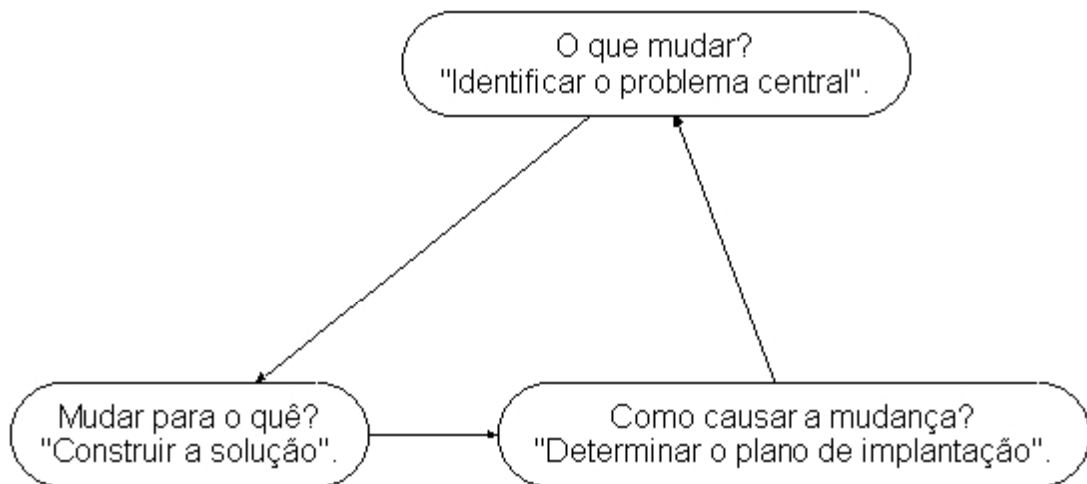 O que mudar?
"Identificar o problema central".
Mudar para o quê?
"Construir a solução".
Como causar a mudança?
"Determinar o plano de implantação".